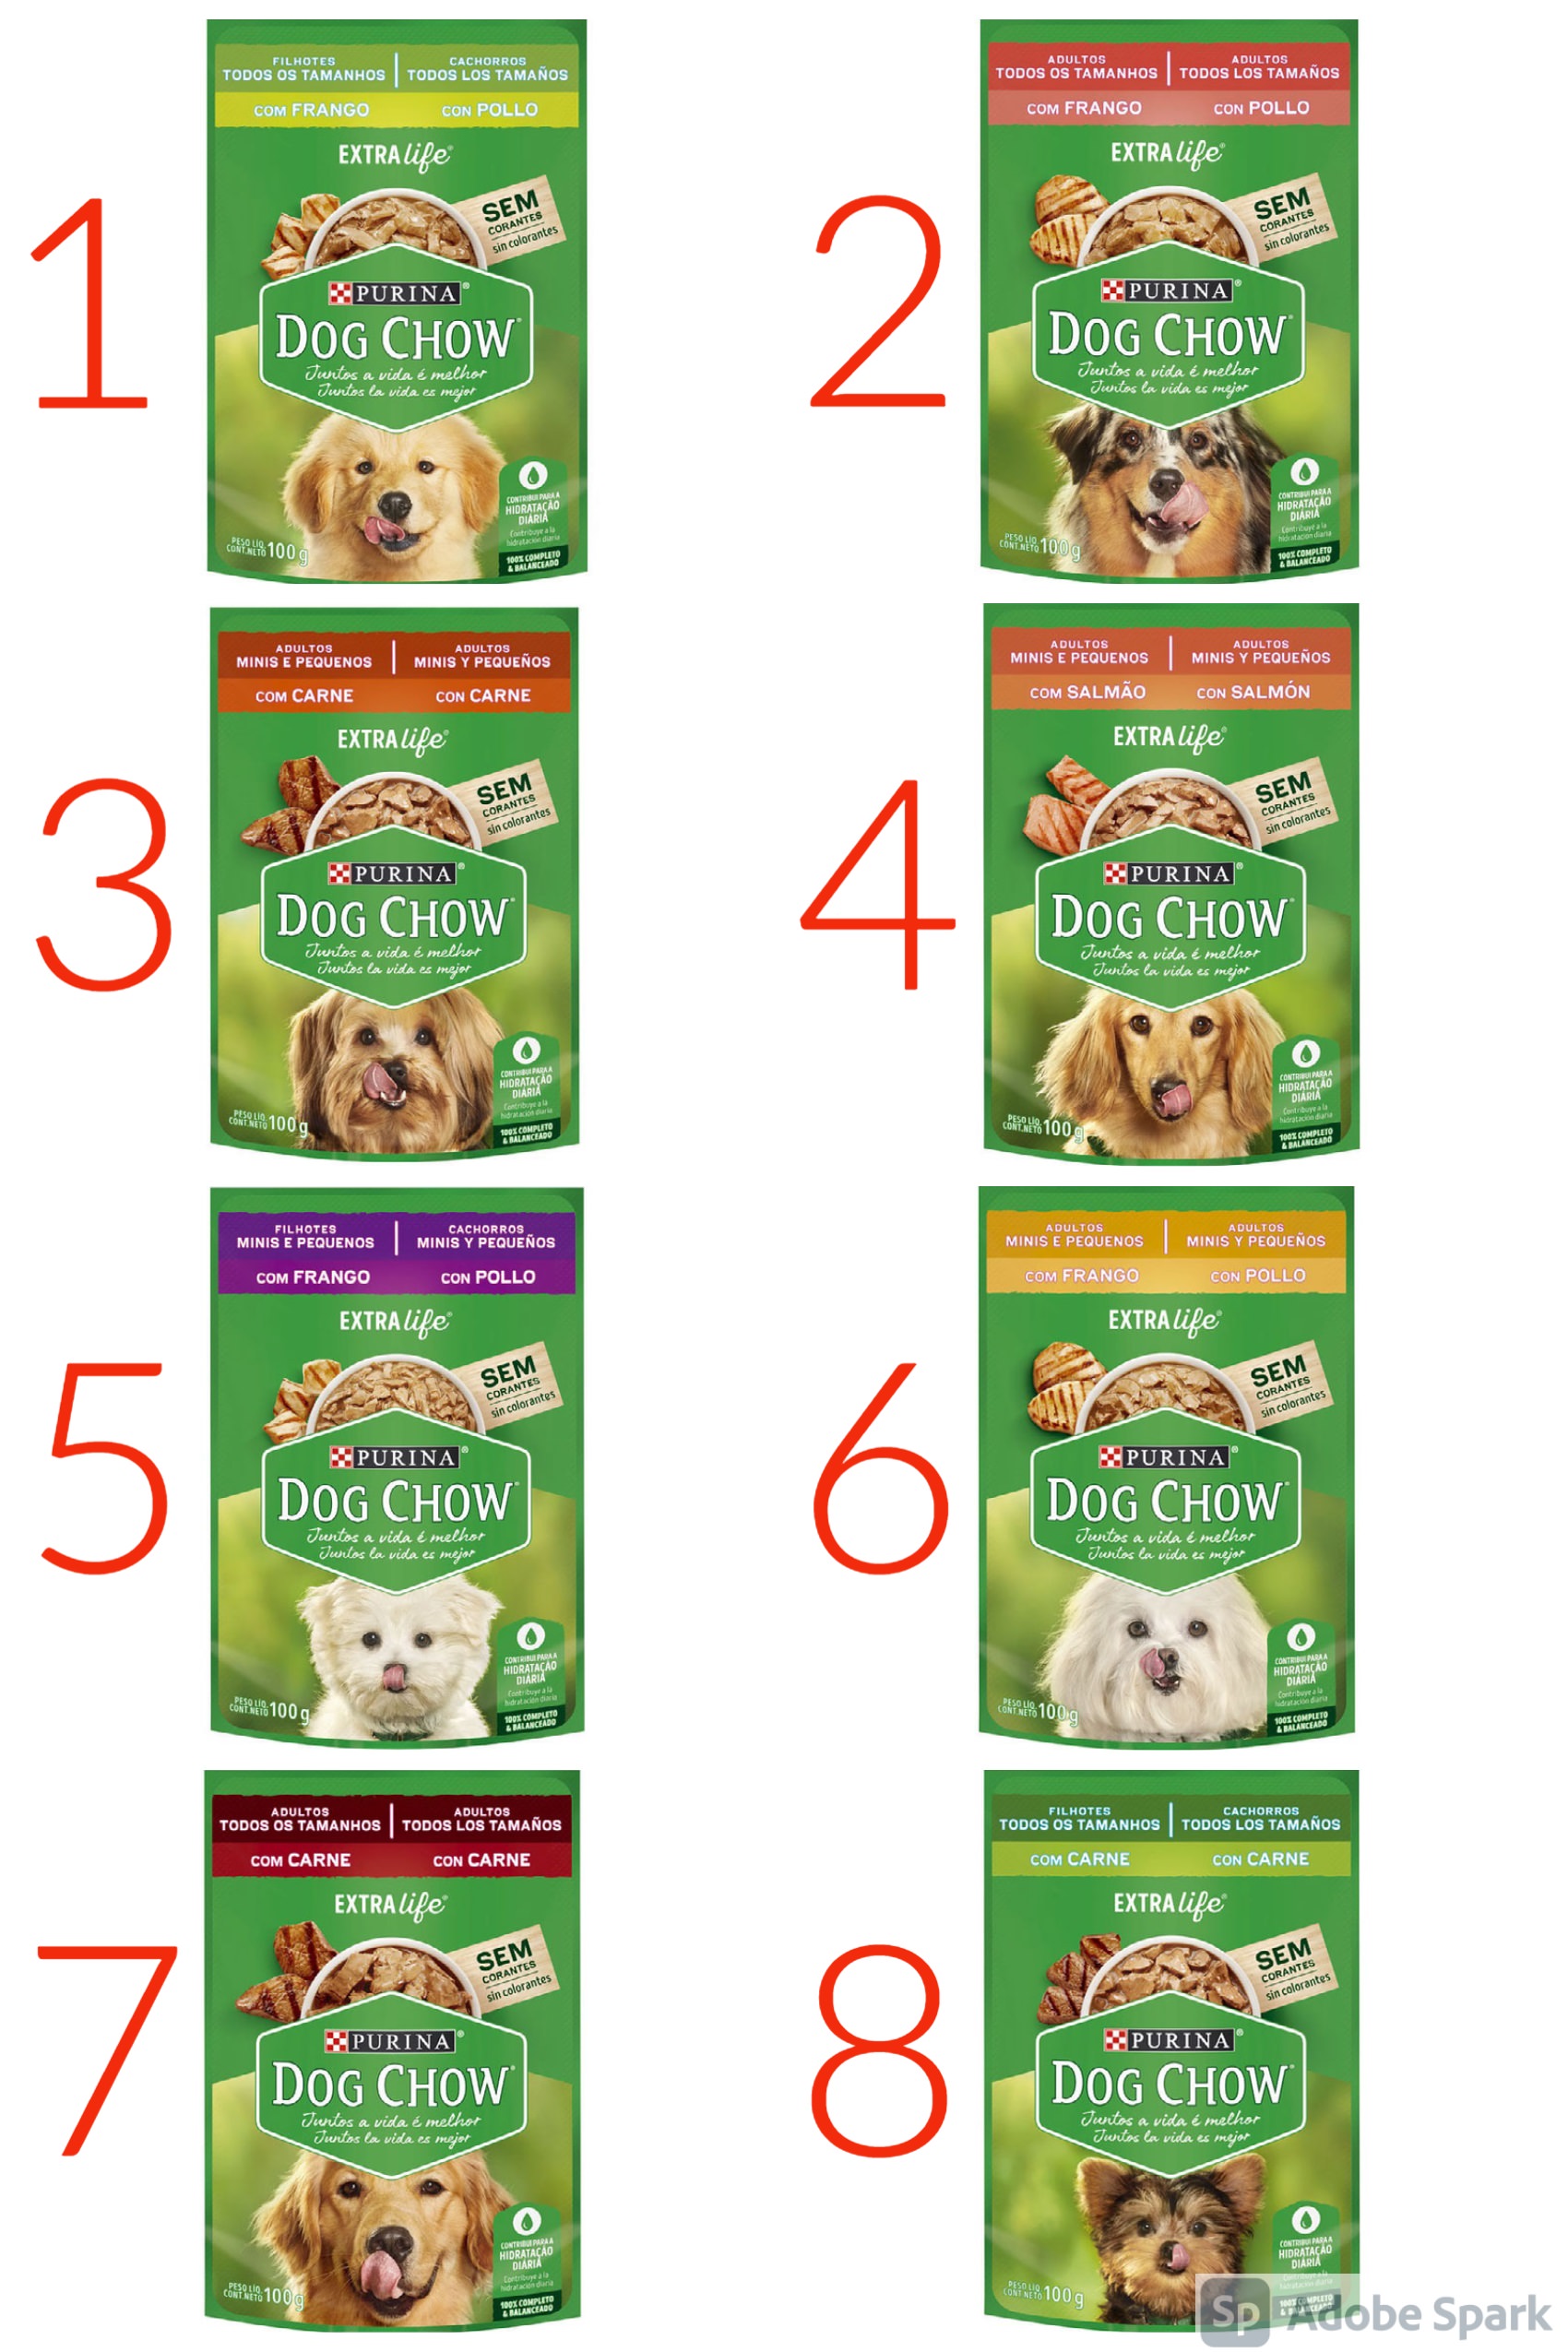 1
FILHOTES
TODOS OS TAMANHOS
CACHORROS
TODOS LOS TAMAÑOS
COM FRANGO
CON POLLO
EXTRA life®
SEM
CORANTES
sin colorantes
PURINA®
DOG CHOW
Juntos a vida é melhor
Juntos la vida es mejor
CONTRIBUI PARA A
HIDRATAÇÃO
DIÁRIA
Contribuye a la
hidratación diaria
100% COMPLETO
& BALANCEADO
PESO LÍQ.
CONT.NETO 100 g
2
ADULTOS
TODOS OS TAMANHOS
ADULTOS
TODOS LOS TAMAÑOS
COM FRANGO
CON POLLO
EXTRA life®
SEM
CORANTES
sin colorantes
PURINA®
DOG CHOW
Juntos a vida é melhor
Juntos la vida es mejor
CONTRIBUI PARA A
HIDRATAÇÃO
DIÁRIA
Contribuye a la
hidratación diaria
100% COMPLETO
& BALANCEADO
PESO LÍQ.
CONT.NETO 100 g
3
ADULTOS
MINIS E PEQUENOS
ADULTOS
MINIS Y PEQUEÑOS
COM CARNE
CON CARNE
EXTRA life®
SEM
CORANTES
sin colorantes
PURINA®
DOG CHOW
Juntos a vida é melhor
Juntos la vida es mejor
CONTRIBUI PARA A
HIDRATAÇÃO
DIÁRIA
Contribuye a la
hidratación diaria
100% COMPLETO
& BALANCEADO
PESO LÍQ.
CONT.NETO 100 g
4
ADULTOS
MINIS E PEQUENOS
ADULTOS
MINIS Y PEQUEÑOS
COM SALMÃO
CON SALMÓN
EXTRA life®
SEM
CORANTES
sin colorantes
PURINA®
DOG CHOW
Juntos a vida é melhor
Juntos la vida es mejor
CONTRIBUI PARA A
HIDRATAÇÃO
DIÁRIA
Contribuye a la
hidratación diaria
100% COMPLETO
& BALANCEADO
PESO LÍQ.
CONT.NETO 100 g
5
FILHOTES
MINIS E PEQUENOS
CACHORROS
MINIS Y PEQUEÑOS
COM FRANGO
CON POLLO
EXTRA life®
SEM
CORANTES
sin colorantes
PURINA®
DOG CHOW
Juntos a vida é melhor
Juntos la vida es mejor
CONTRIBUI PARA A
HIDRATAÇÃO
DIÁRIA
Contribuye a la
hidratación diaria
100% COMPLETO
& BALANCEADO
PESO LÍQ.
CONT.NETO 100 g
6
ADULTOS
MINIS E PEQUENOS
ADULTOS
MINIS Y PEQUEÑOS
COM FRANGO
CON POLLO
EXTRA life®
SEM
CORANTES
sin colorantes
PURINA®
DOG CHOW
Juntos a vida é melhor
Juntos la vida es mejor
CONTRIBUI PARA A
HIDRATAÇÃO
DIÁRIA
Contribuye a la
hidratación diaria
100% COMPLETO
& BALANCEADO
PESO LÍQ.
CONT.NETO 100 g
7
ADULTOS
TODOS OS TAMANHOS
ADULTOS
TODOS LOS TAMAÑOS
COM CARNE
CON CARNE
EXTRA life®
SEM
CORANTES
sin colorantes
PURINA®
DOG CHOW
Juntos a vida é melhor
Juntos la vida es mejor
CONTRIBUI PARA A
HIDRATAÇÃO
DIÁRIA
Contribuye a la
hidratación diaria
100% COMPLETO
& BALANCEADO
PESO LÍQ.
CONT.NETO 100 g
8
FILHOTES
TODOS OS TAMANHOS
CACHORROS
TODOS LOS TAMAÑOS
COM CARNE
CON CARNE
EXTRA life®
SEM
CORANTES
sin colorantes
PURINA®
DOG CHOW
Juntos a vida é melhor
Juntos la vida es mejor
CONTRIBUI PARA A
HIDRATAÇÃO
DIÁRIA
Contribuye a la
hidratación diaria
100% COMPLETO
& BALANCEADO
PESO LÍQ.
CONT.NETO 100 g
Sp Adobe Spark